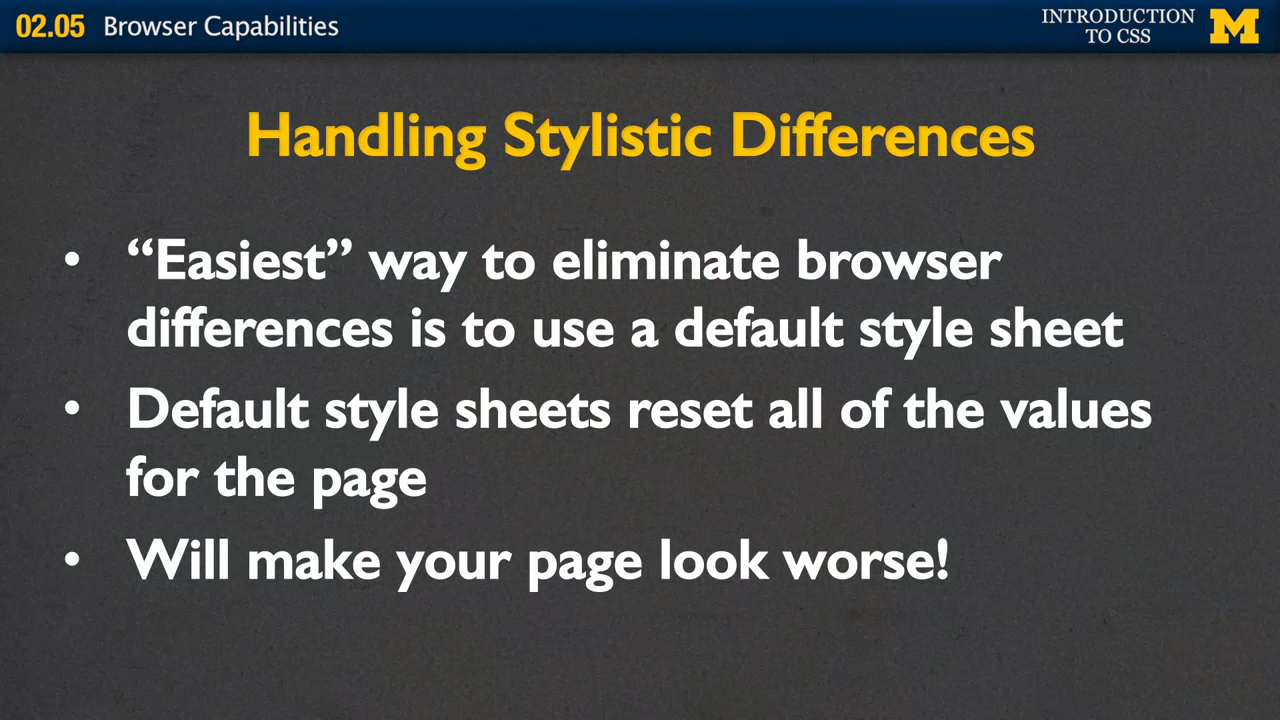 02.05 Browser Capabilities
INTRODUCTION
TO CSS
M
Handling Stylistic Differences
• “Easiest” way to eliminate browser
differences is to use a default style sheet
• Default style sheets reset all of the values
for the page
• Will make your page look worse!